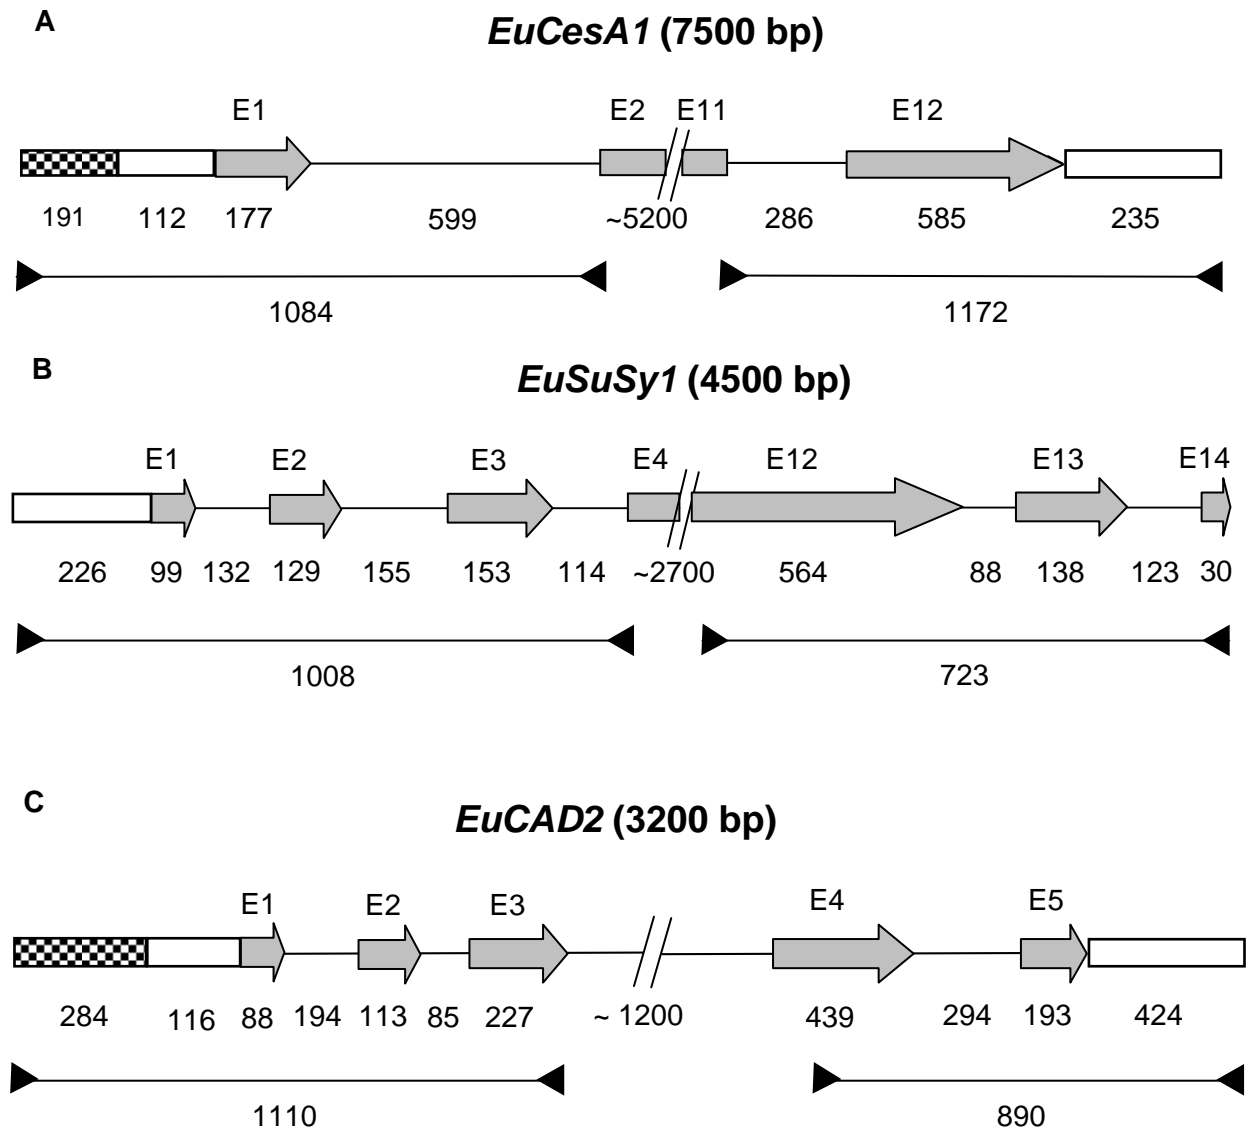 A
EuCesA1 (7500 bp)
E1 E2 E11 E12
191 112 177 599 ~5200 286 585 235
1084 1172
B
EuSuSy1 (4500 bp)
E1 E2 E3 E4 E12 E13 E14
226 99 132 129 155 153 114 ~2700 564 88 138 123 30
1008 723
C
EuCAD2 (3200 bp)
E1 E2 E3 E4 E5
284 116 88 194 113 85 227 ~ 1200 439 294 193 424
1110 890